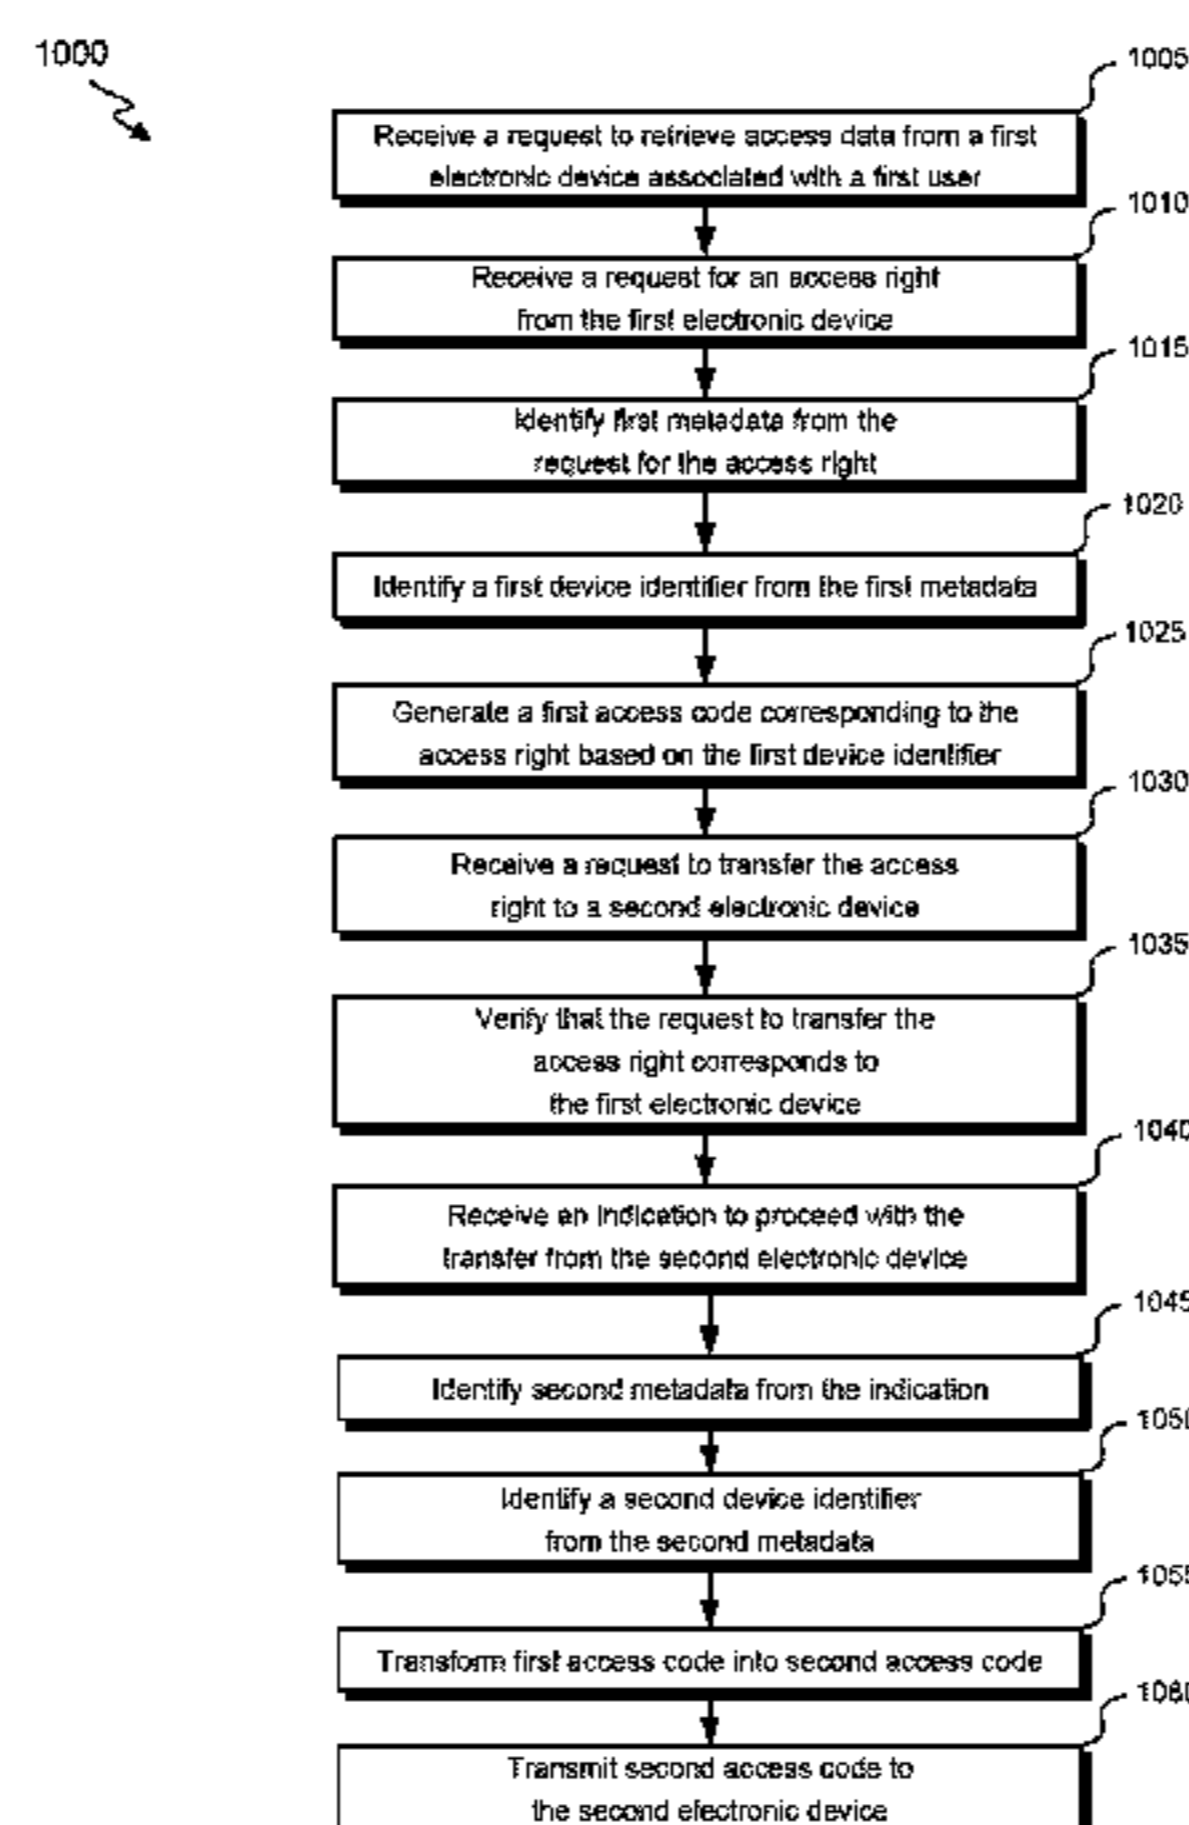 1000
1005
Receive a request to retrieve access data from a first
electronic device associated with a first user
1010
Receive a request for an access right
from the first electronic device
1015
Identify first metadata from the
request for the access right
1020
Identify a first device identifier from the first metadata
1025
Generate a first access code corresponding to the
access right based on the first device identifier
1030
Receive a request to transfer the access
right to a second electronic device
1035
Verify that the request to transfer the
access right corresponds to
the first electronic device
1040
Receive an indication to proceed with the
transfer from the second electronic device
1045
Identify second metadata from the indication
1050
Identify a second device identifier
from the second metadata
1055
Transform first access code into second access code
1060
Transmit second access code to
the second electronic device